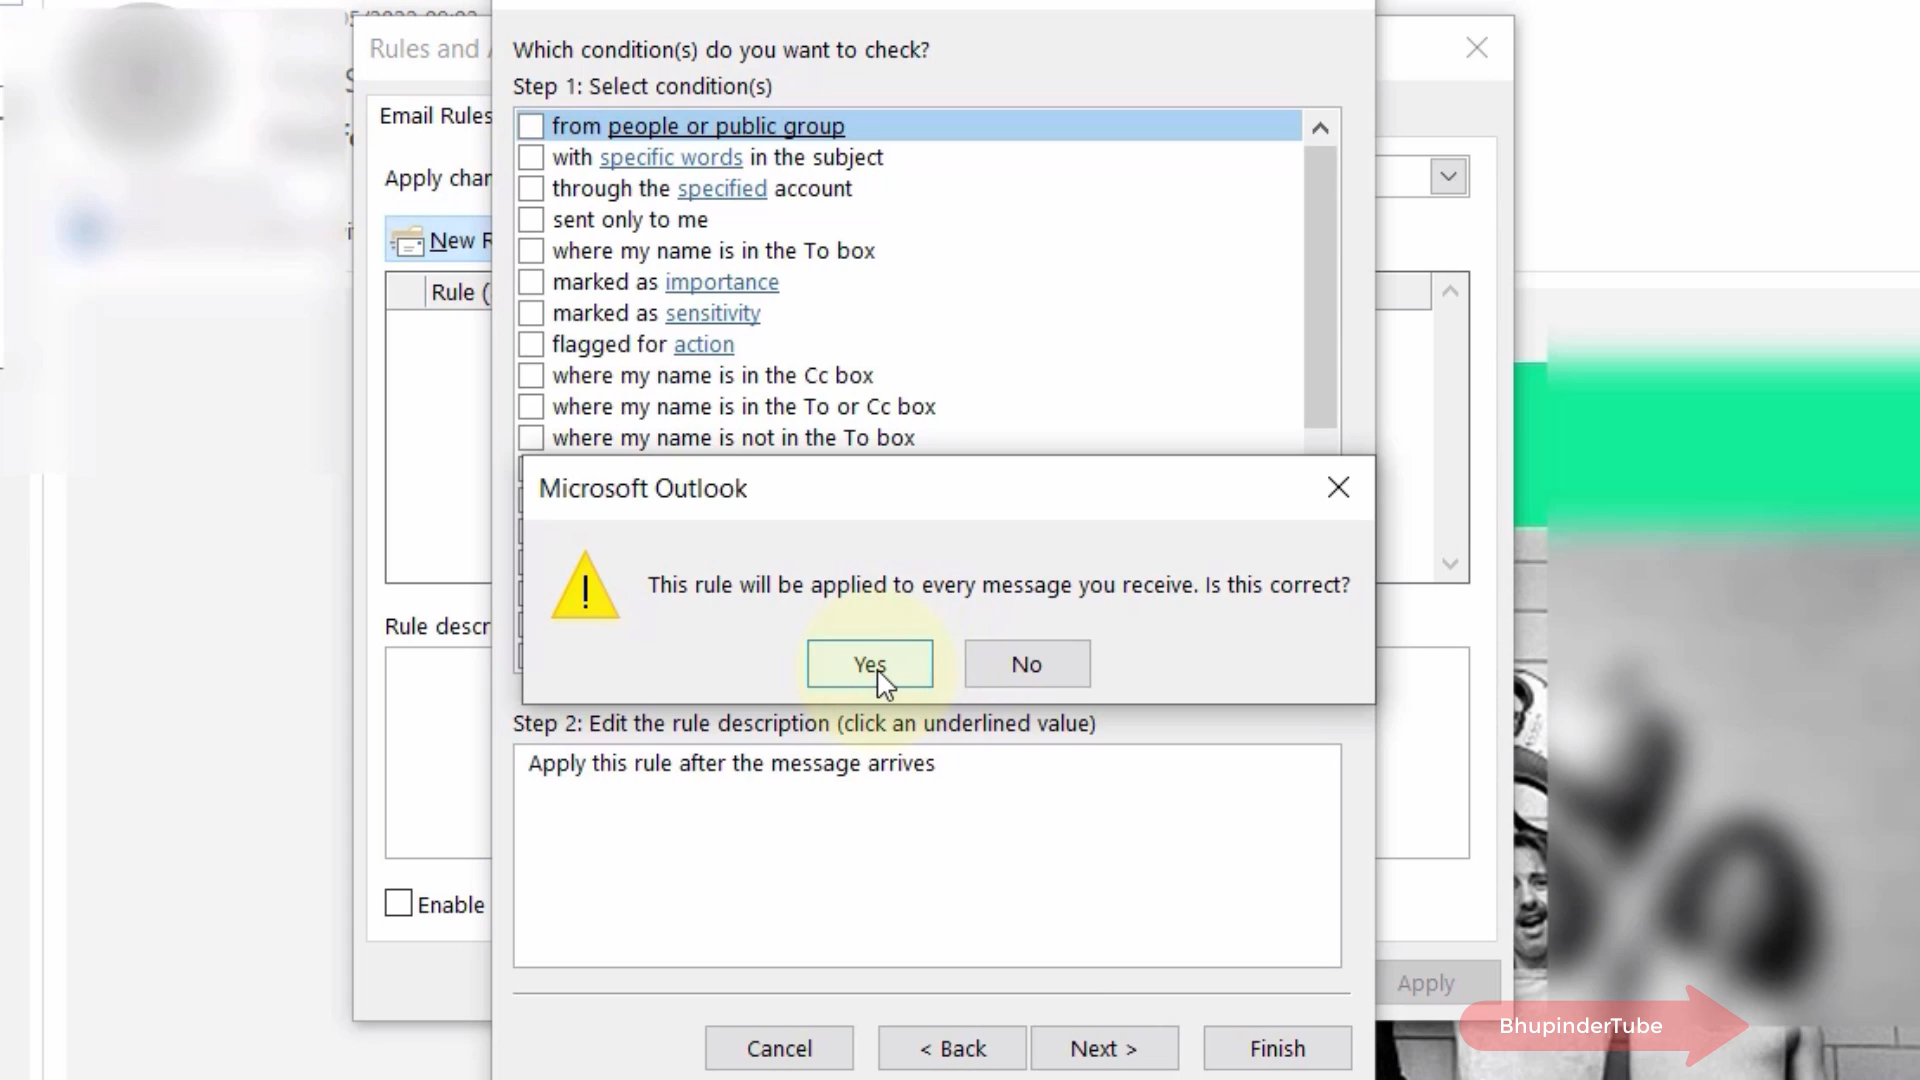 Rules and
Which condition(s) do you want to check?
Step 1: Select condition(s)
Email Rules
from people or public group
with specific words in the subject
Apply
through the specified account
sent only to me
New
where my name is in the To box
marked as importance
Rule (
marked as sensitivity
flagged for action
where my name is in the Cc box
where my name is in the To or Cc box
where my name is not in the To box
Microsoft Outlook
This rule will be applied to every message you receive. Is this correct?
Rule descr
Yes
No
Step 2: Edit the rule description (click an underlined value)
Apply this rule after the message arrives
Enable
Apply
BhupinderTube
Cancel
< Back
Next >
Finish